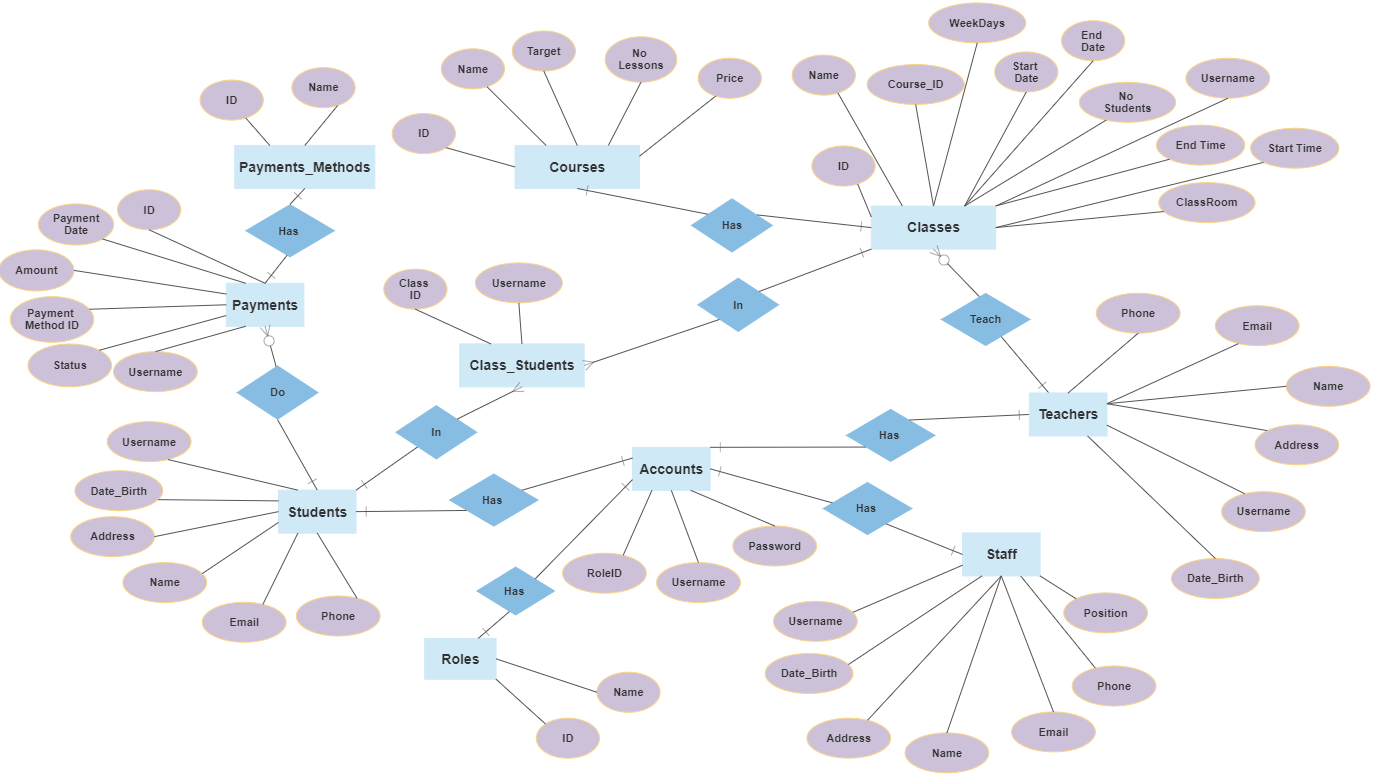 WeekDays
End
Date
Target
No
Lessons
Name
Price
Name
Course_ID
Start
Date
Username
No
Students
ID
Name
ID
End Time
Start Time
Payments_Methods
Courses
ID
ClassRoom
Payment
Date
ID
Has
Has
Classes
Amount
Class
ID
Username
Payments
In
Teach
Phone
Email
Payment
Method ID
Status
Username
Class_Students
Name
Do
Teachers
Username
In
Has
Address
Date_Birth
Accounts
Students
Has
Has
Username
Address
Password
Staff
Name
RoleID
Username
Date_Birth
Has
Email
Phone
Username
Position
Roles
Date_Birth
Name
Phone
ID
Address
Name
Email